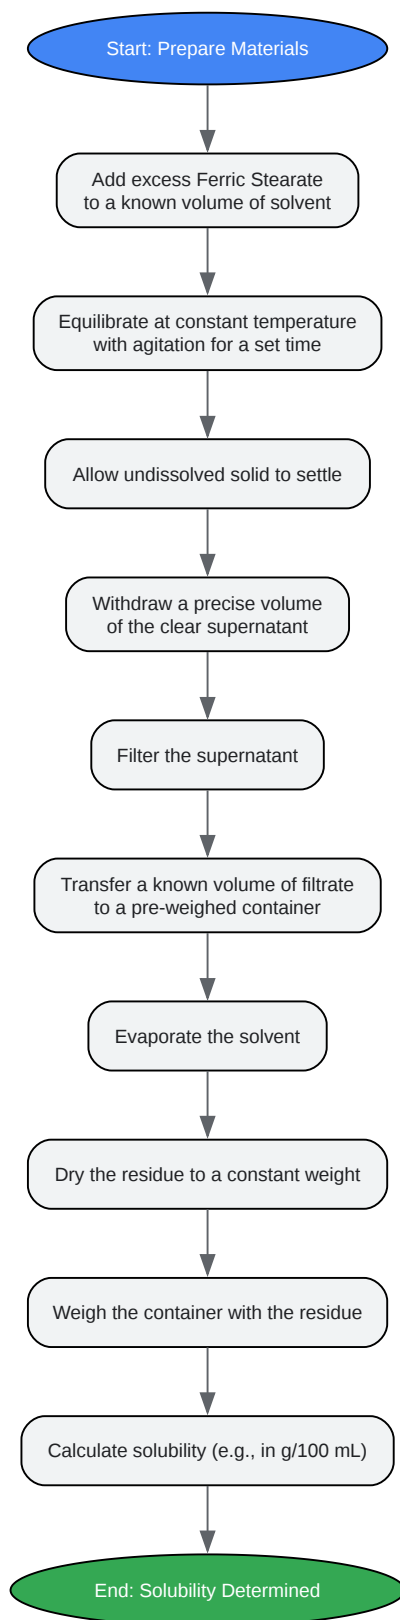 Start: Prepare Materials
Add excess Ferric Stearate
to a known volume of solvent
Equilibrate at constant temperature
with agitation for a set time
Allow undissolved solid to settle
Withdraw a precise volume
of the clear supernatant
Filter the supernatant
Transfer a known volume of filtrate
to a pre-weighed container
Evaporate the solvent
Dry the residue to a constant weight
Weigh the container with the residue
Calculate solubility (e.g., in g/100 mL)
End: Solubility Determined